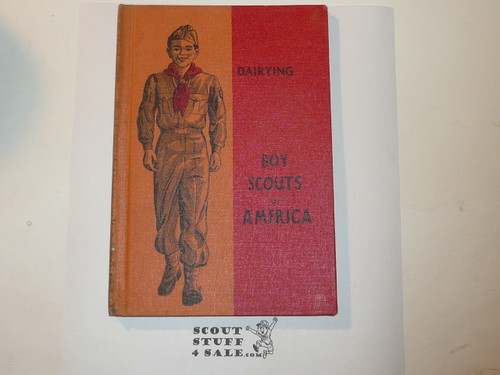 DAIRYING
BOY
SCOUTS
OF
AMERICA
SCOUT
STUFF
4 SALE.COM